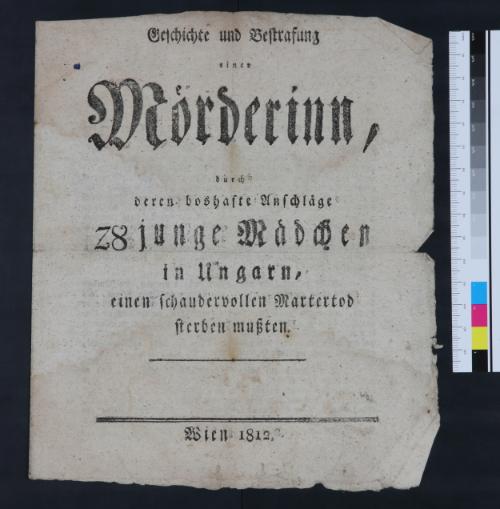 Geschichte und Bestrafung
einer
Mörderinn,
durch
deren boshafte Anschläge
28 junge Mädchen
in Ungarn,
einen schaudervollen Martertod
sterben mußten.
Wien 1812.